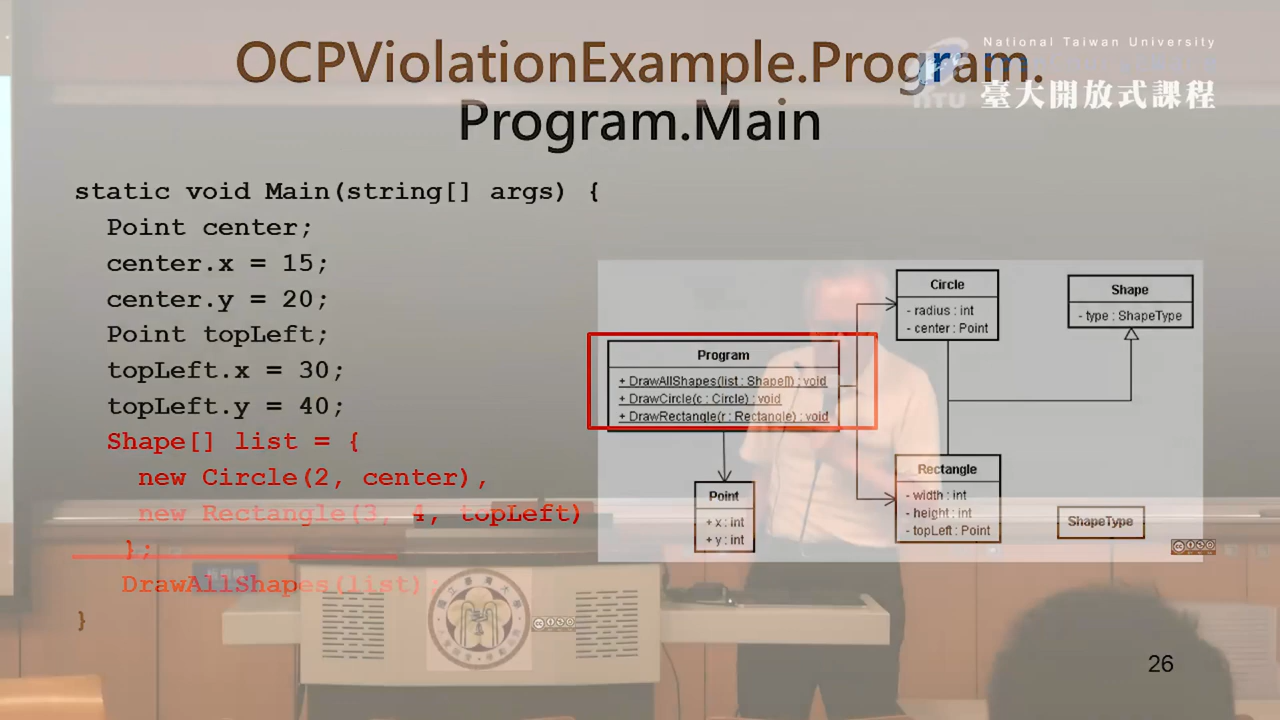 OCPViolationExample.Program.
Program.Main
National Taiwan University
臺大開放式課程
NTU
static void Main(string[] args) {
Point center;
center.x = 15;
center.y = 20;
Point topLeft;
topLeft.x = 30;
topLeft.y = 40;
Shape[] list = {
new Circle(2, center),
new Rectangle(3, 4, topLeft)
};
DrawAllShapes(list);
}
Program
+ DrawAllShapes(list : Shape[]) : void
+ DrawCircle(c : Circle) : void
+ DrawRectangle(r : Rectangle) : void
Circle
- radius : int
- center : Point
Shape
- type : ShapeType
Point
+ x : int
+ y : int
Rectangle
- width : int
- height : int
- topLeft : Point
ShapeType
26